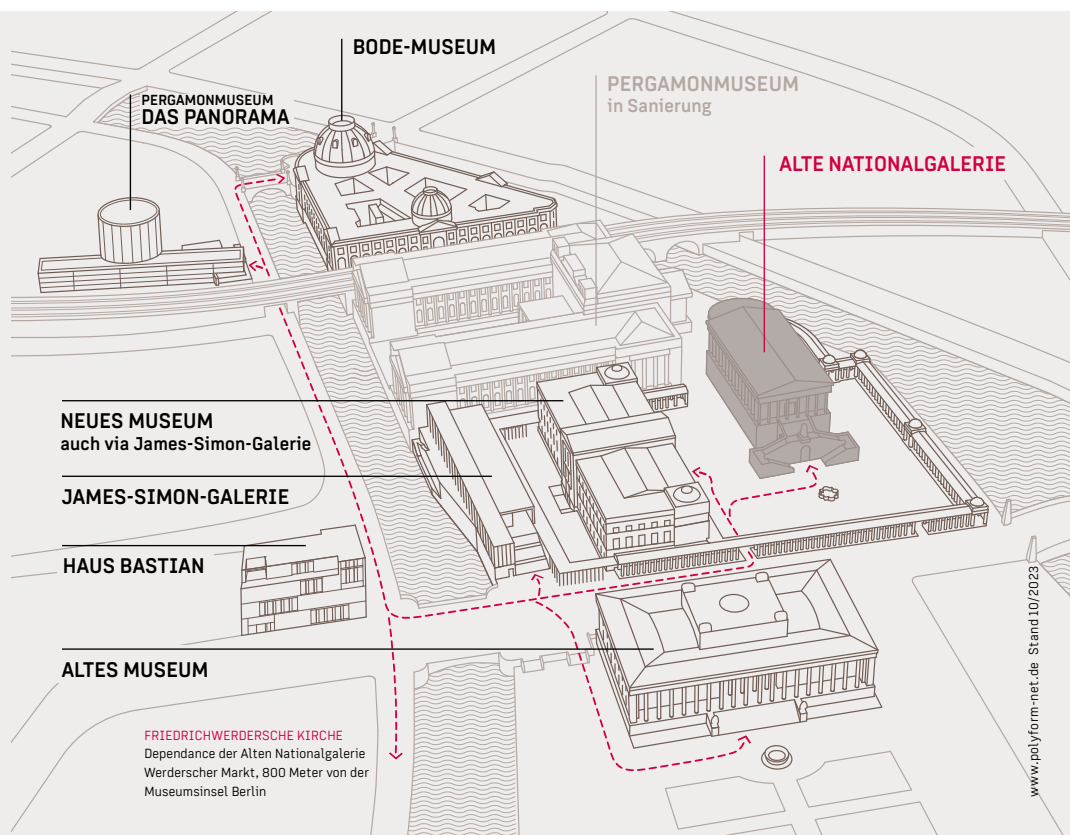 BODE-MUSEUM
PERGAMONMUSEUM
DAS PANORAMA
PERGAMONMUSEUM
in Sanierung
ALTE NATIONALGALERIE
NEUES MUSEUM
auch via James-Simon-Galerie
JAMES-SIMON-GALERIE
HAUS BASTIAN
ALTES MUSEUM
FRIEDRICHWERDERSCHE KIRCHE
Dependance der Alten Nationalgalerie
Werderscher Markt, 800 Meter von der
Museumsinsel Berlin
www.polyform-net.de Stand 10/2023